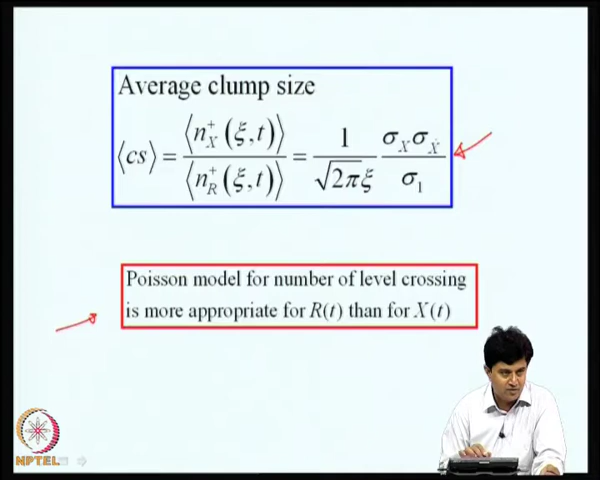 Average clump size
⟨cs⟩ = ⟨n_X^+(ξ,t)⟩ / ⟨n_R^+(ξ,t)⟩ = 1 / (√(2π)ξ) σ_X σ_Ẋ / σ_1
Poisson model for number of level crossing
is more appropriate for R(t) than for X(t)
NPTEL